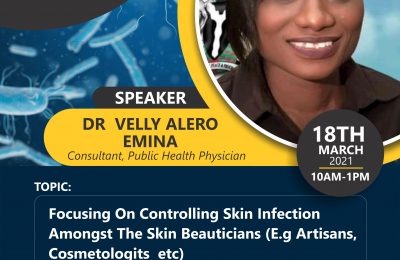 SPEAKER
DR VELLY ALERO
EMINA
Consultant, Public Health Physician
18TH
MARCH
2021
10AM-1PM
TOPIC:
Focusing On Controlling Skin Infection
Amongst The Skin Beauticians (E.g Artisans,
Cosmetologits etc)